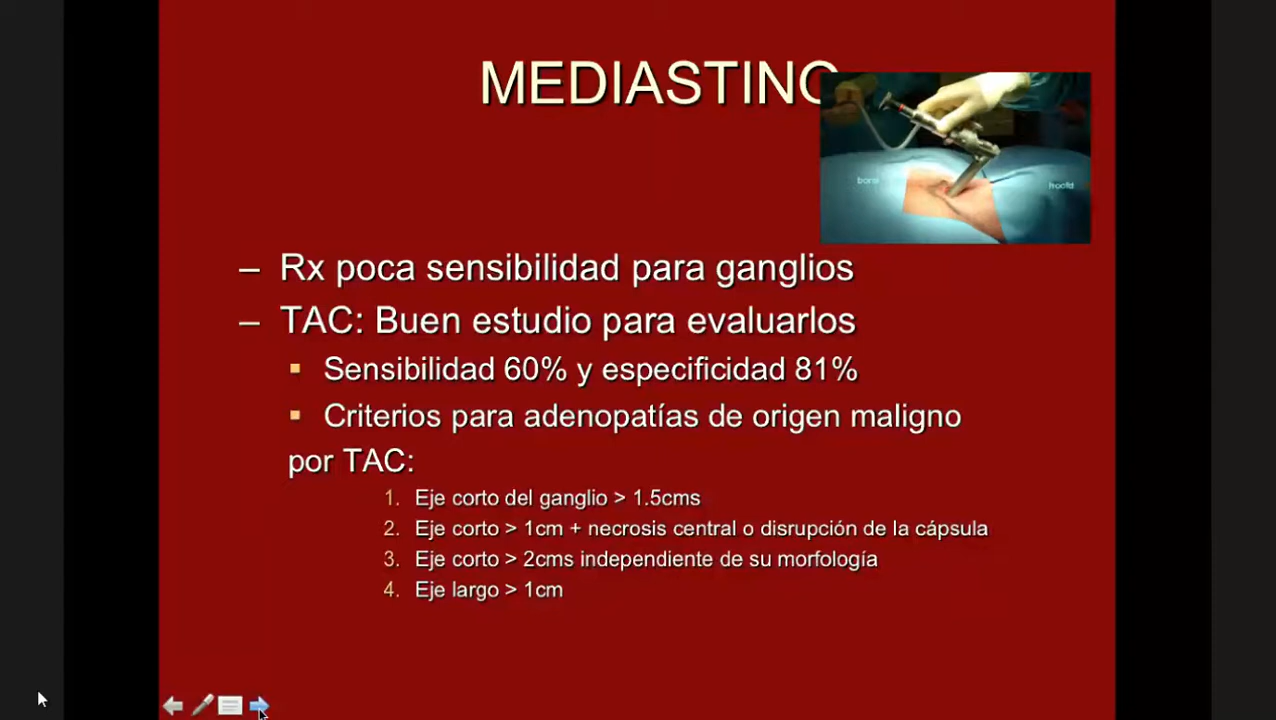 MEDIASTINO
– Rx poca sensibilidad para ganglios
– TAC: Buen estudio para evaluarlos
▪ Sensibilidad 60% y especificidad 81%
▪ Criterios para adenopatías de origen maligno
por TAC:
1. Eje corto del ganglio > 1.5cms
2. Eje corto > 1cm + necrosis central o disrupción de la cápsula
3. Eje corto > 2cms independiente de su morfología
4. Eje largo > 1cm